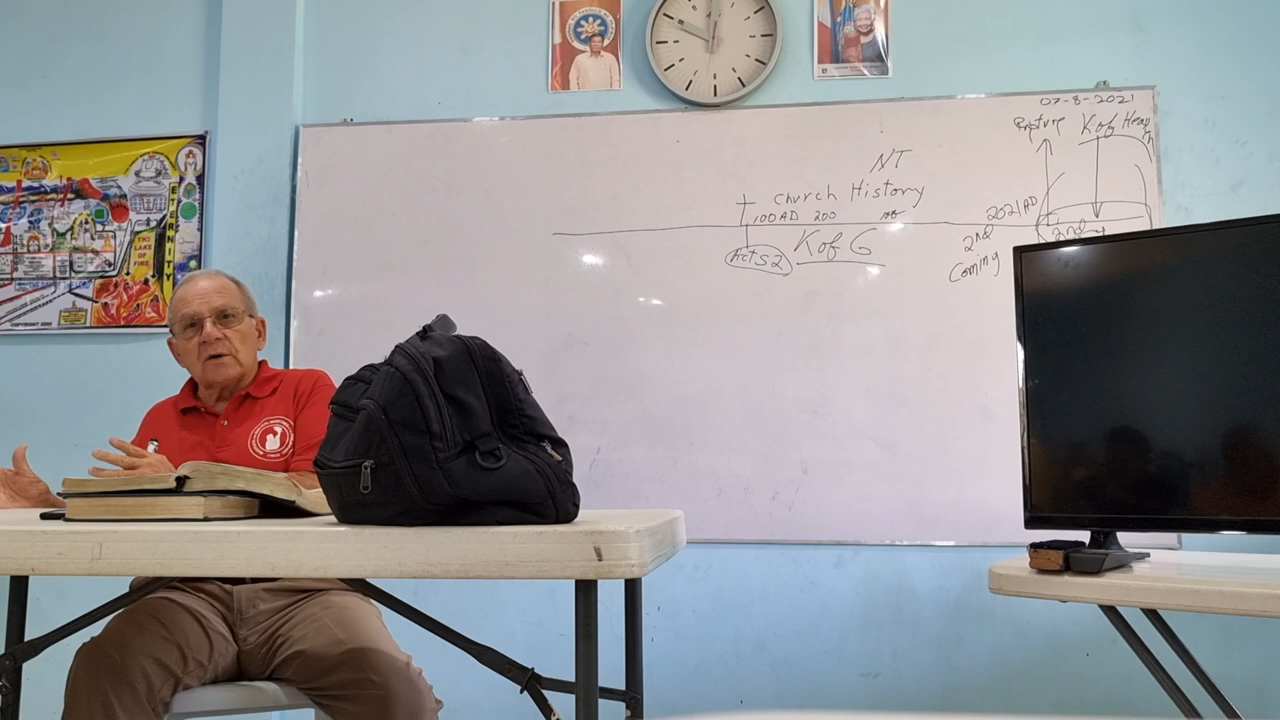 07-8-2021
Rapture K of Heav
n
NT
Church History
100AD 200
2021AD
Acts 2
K of G
2nd
Coming
2nd
ETERNITY
THE
LAKE
OF
FIRE
COPYRIGHT